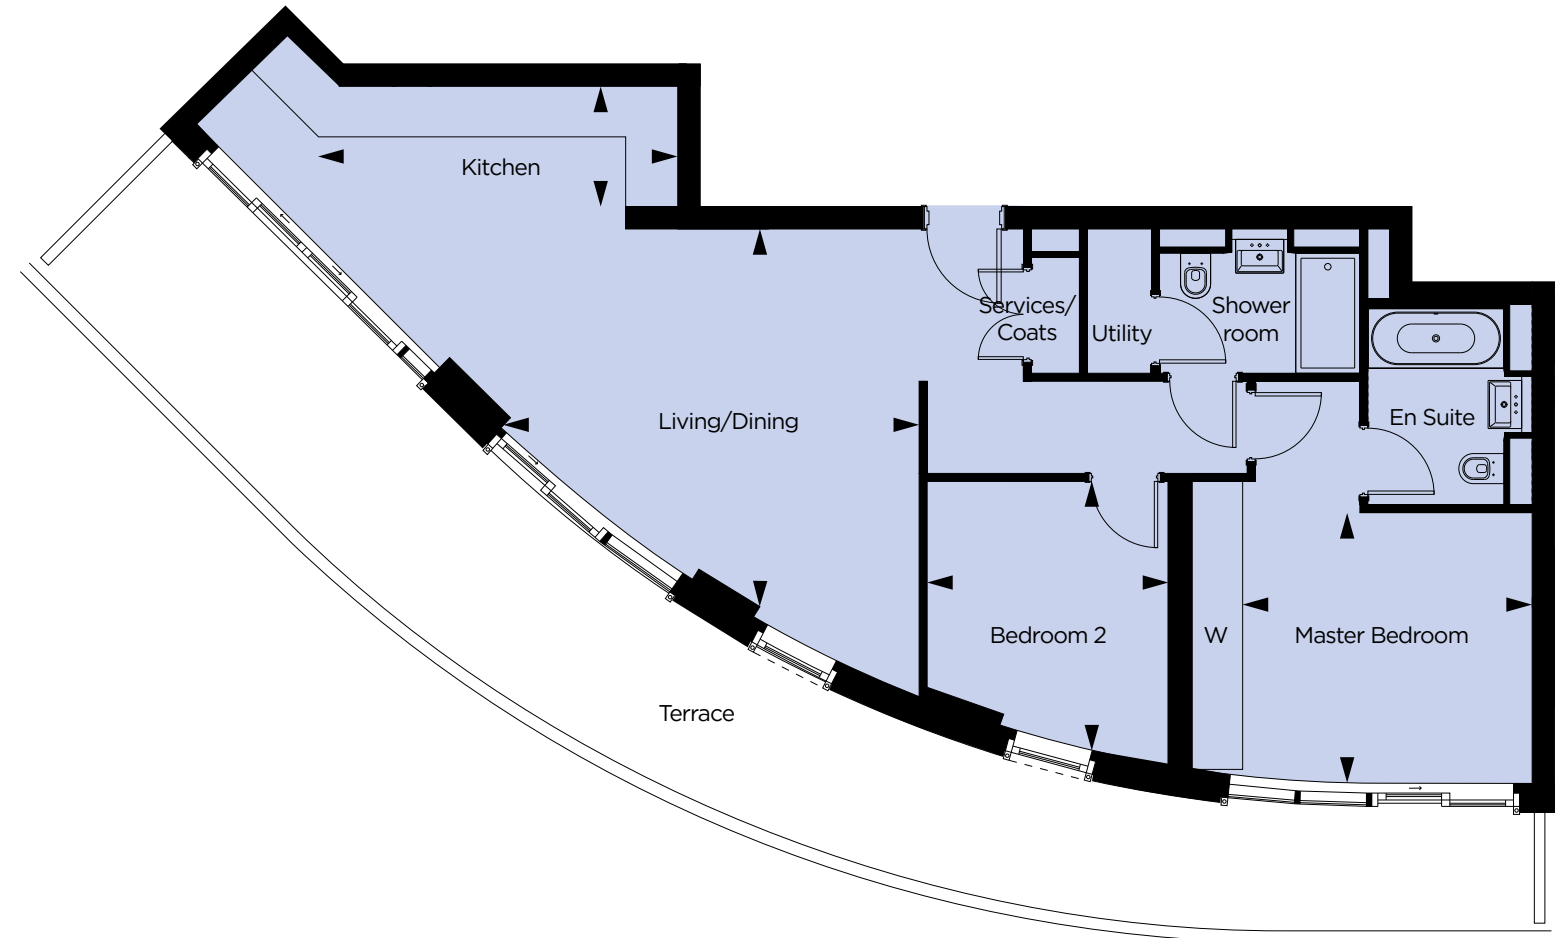 Kitchen
Services/
Coats
Utility
Shower
room
Living/Dining
En Suite
Bedroom 2
W
Master Bedroom
Terrace